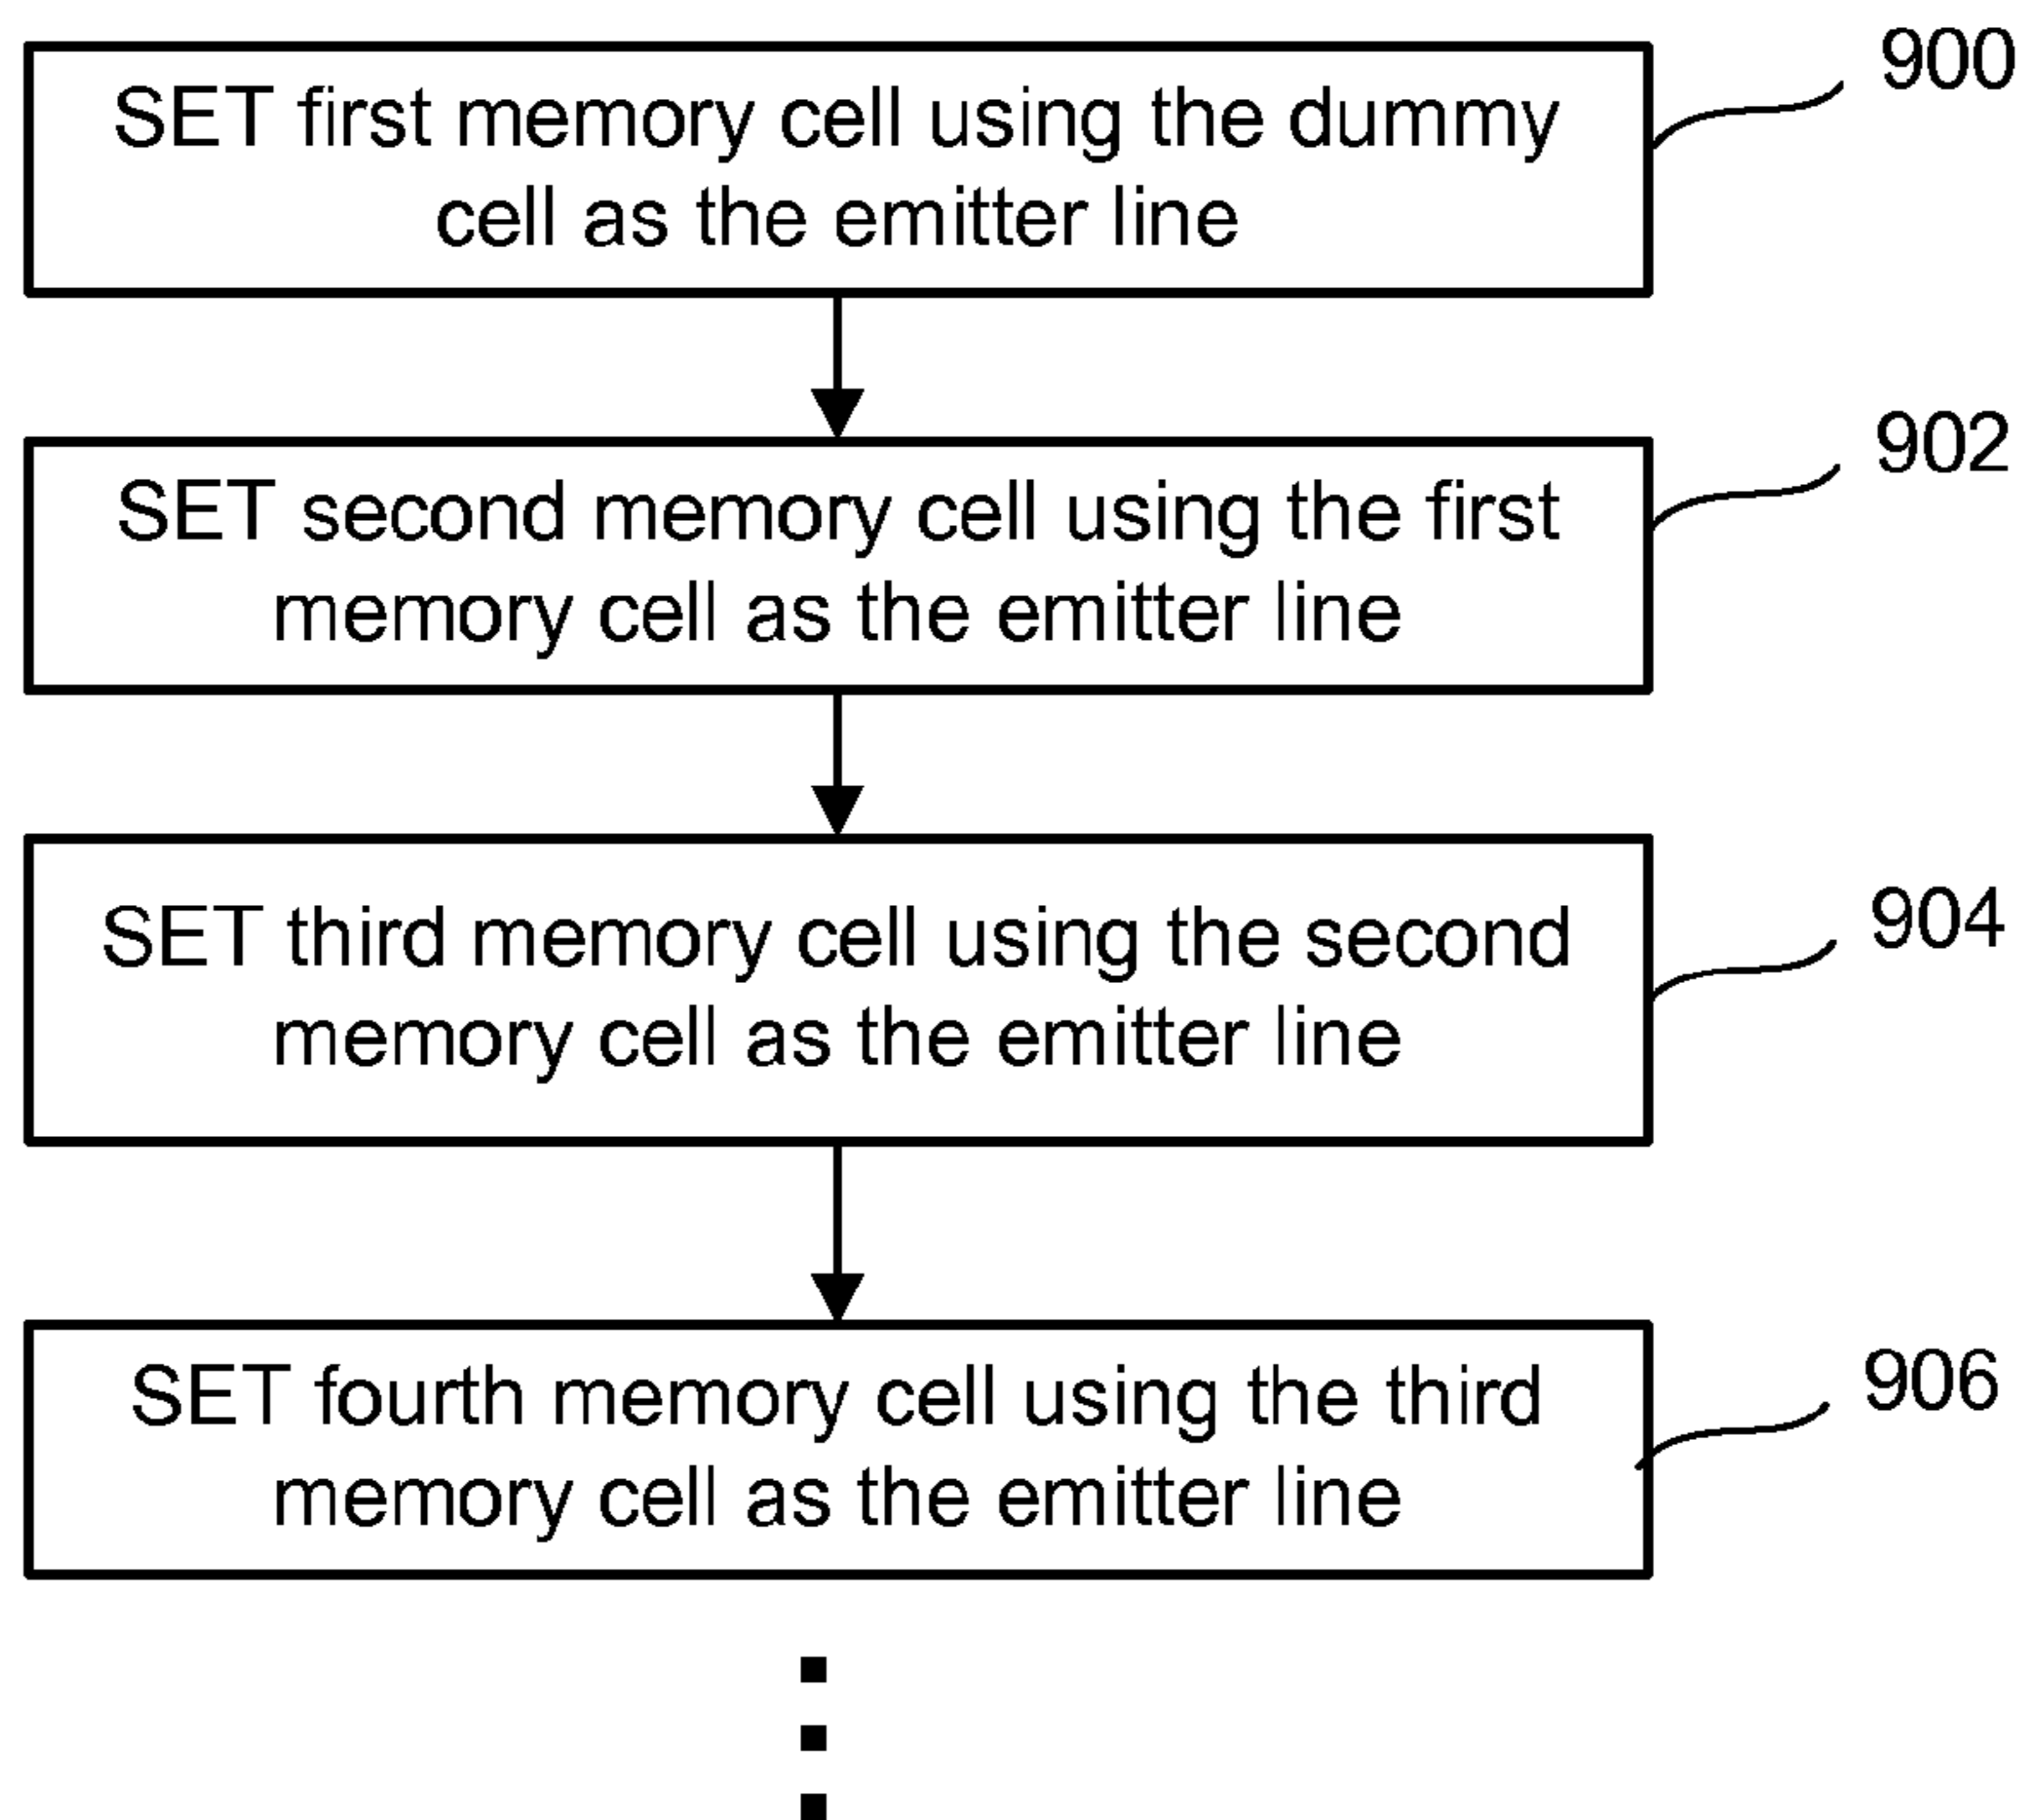 900
SET first memory cell using the dummy
cell as the emitter line
902
SET second memory cell using the first
memory cell as the emitter line
904
SET third memory cell using the second
memory cell as the emitter line
906
SET fourth memory cell using the third
memory cell as the emitter line